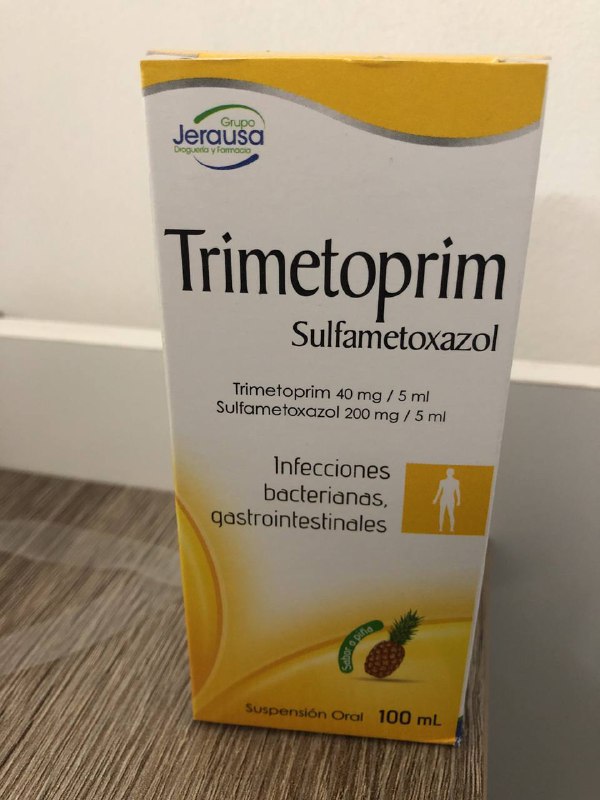 Grupo
Jerausa
Droguería y Farmacia
Trimetoprim
Sulfametoxazol
Trimetoprim 40 mg / 5 ml
Sulfametoxazol 200 mg / 5 ml
Infecciones
bacterianas,
gastrointestinales
Sabor a piña
Suspensión Oral 100 mL